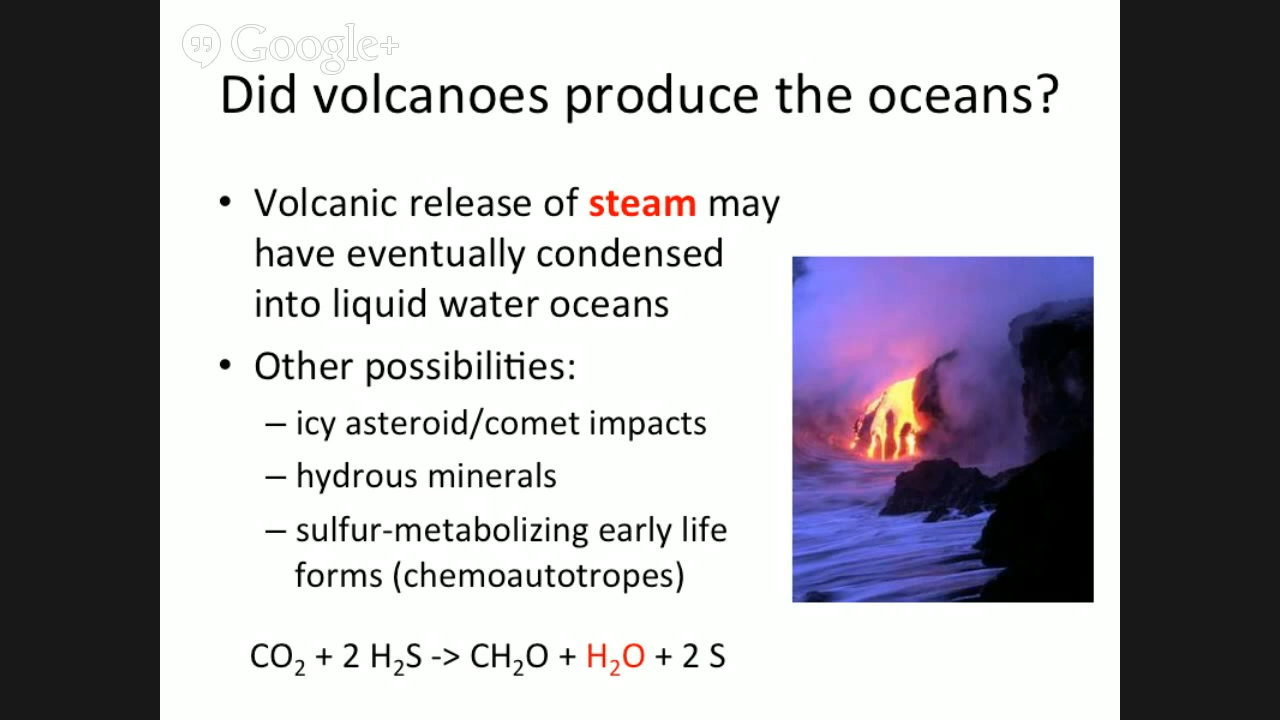 Google+
Did volcanoes produce the oceans?
• Volcanic release of steam may
have eventually condensed
into liquid water oceans
• Other possibilities:
– icy asteroid/comet impacts
– hydrous minerals
– sulfur-metabolizing early life
forms (chemoautotropes)
CO₂ + 2 H₂S -> CH₂O + H₂O + 2 S